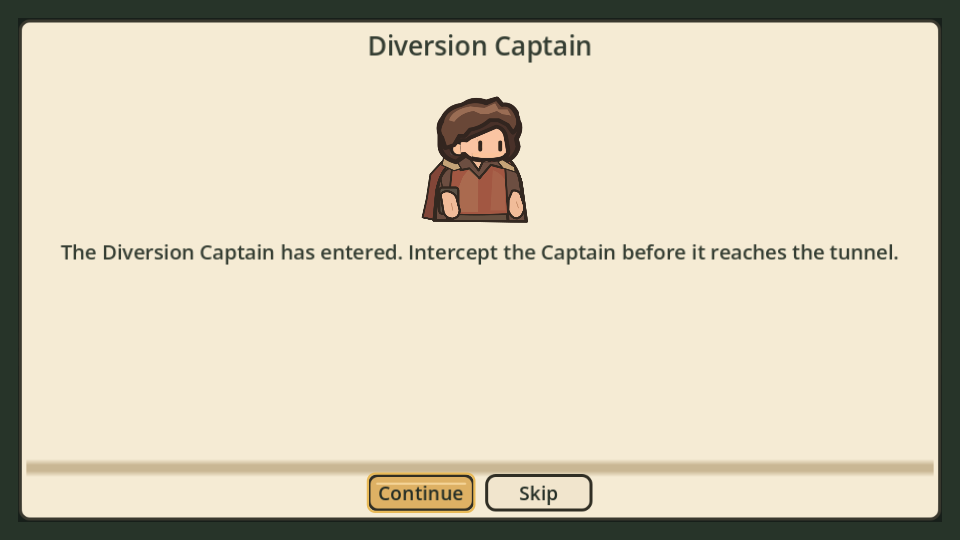 Diversion Captain
The Diversion Captain has entered. Intercept the Captain before it reaches the tunnel.
Continue
Skip